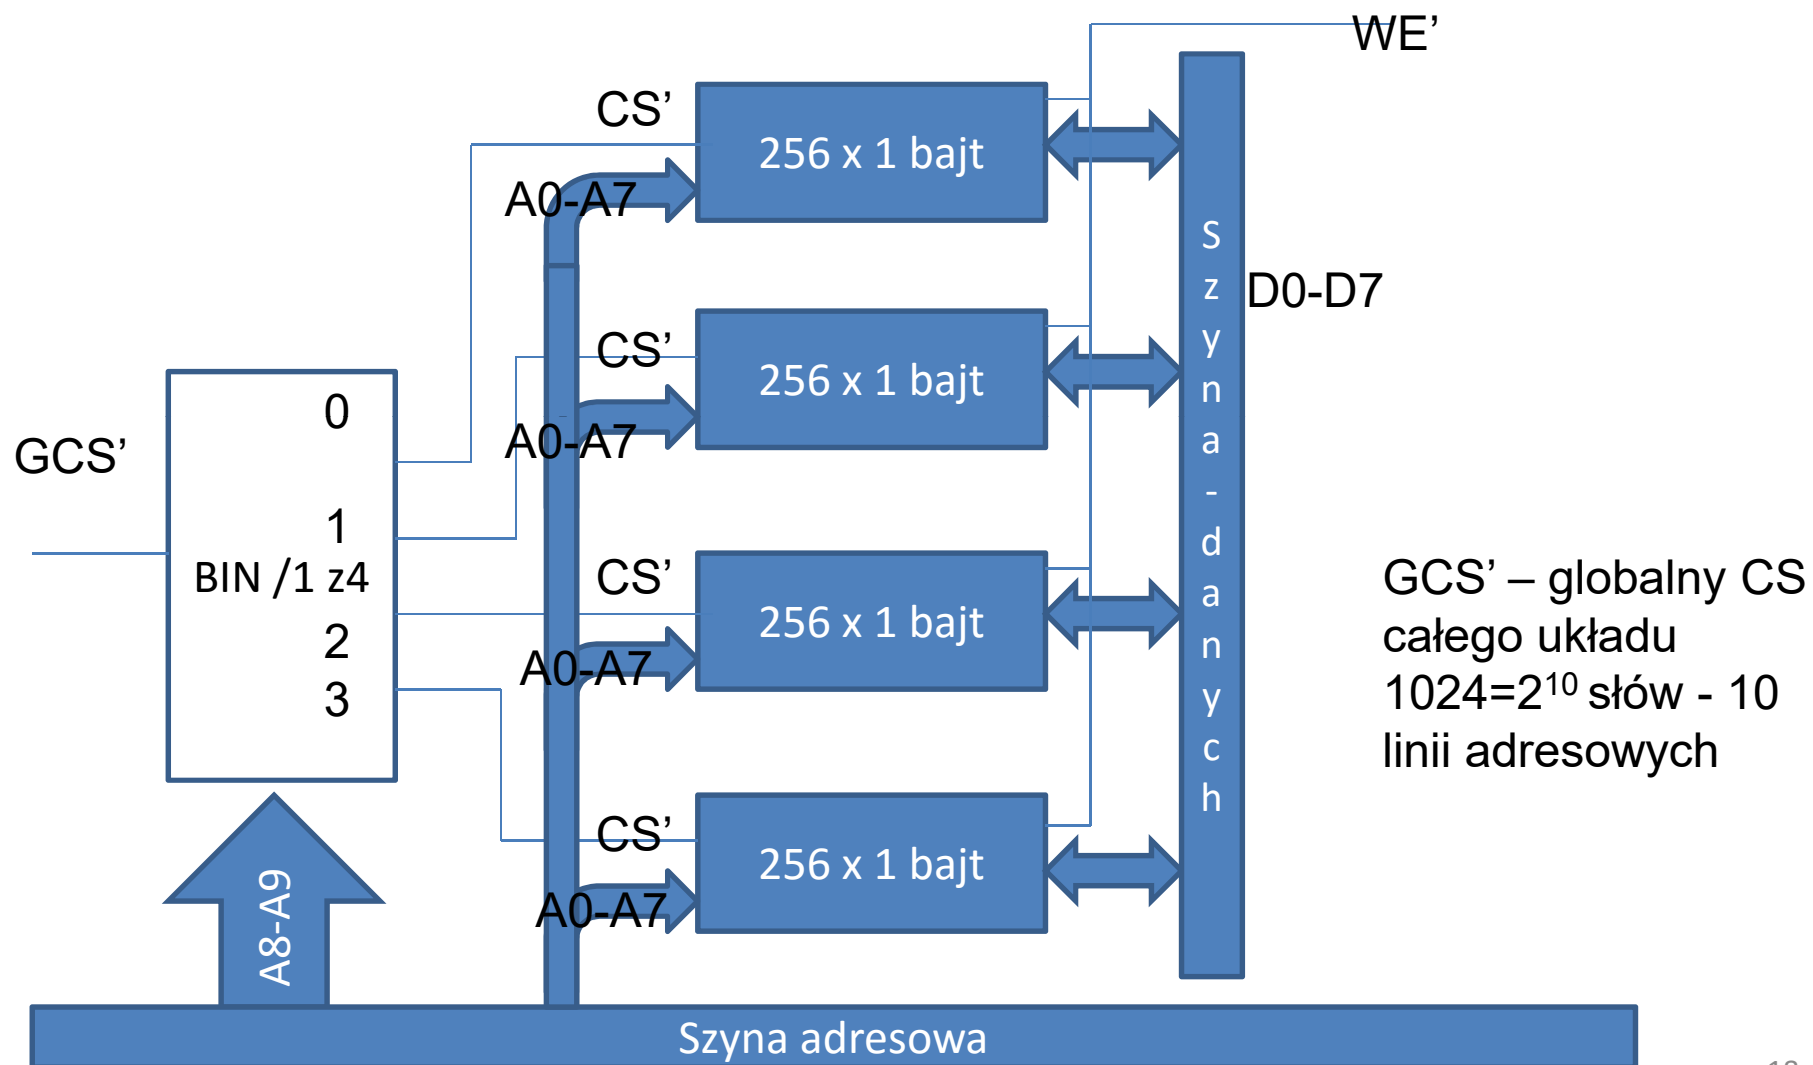 WE’
CS’
256 x 1 bajt
A0-A7
Szyna-danych
D0-D7
CS’
256 x 1 bajt
A0-A7
GCS’
0
1
BIN /1 z4
2
3
CS’
256 x 1 bajt
A0-A7
GCS’ – globalny CS
całego układu
1024=2¹⁰ słów - 10
linii adresowych
CS’
256 x 1 bajt
A0-A7
A8-A9
Szyna adresowa